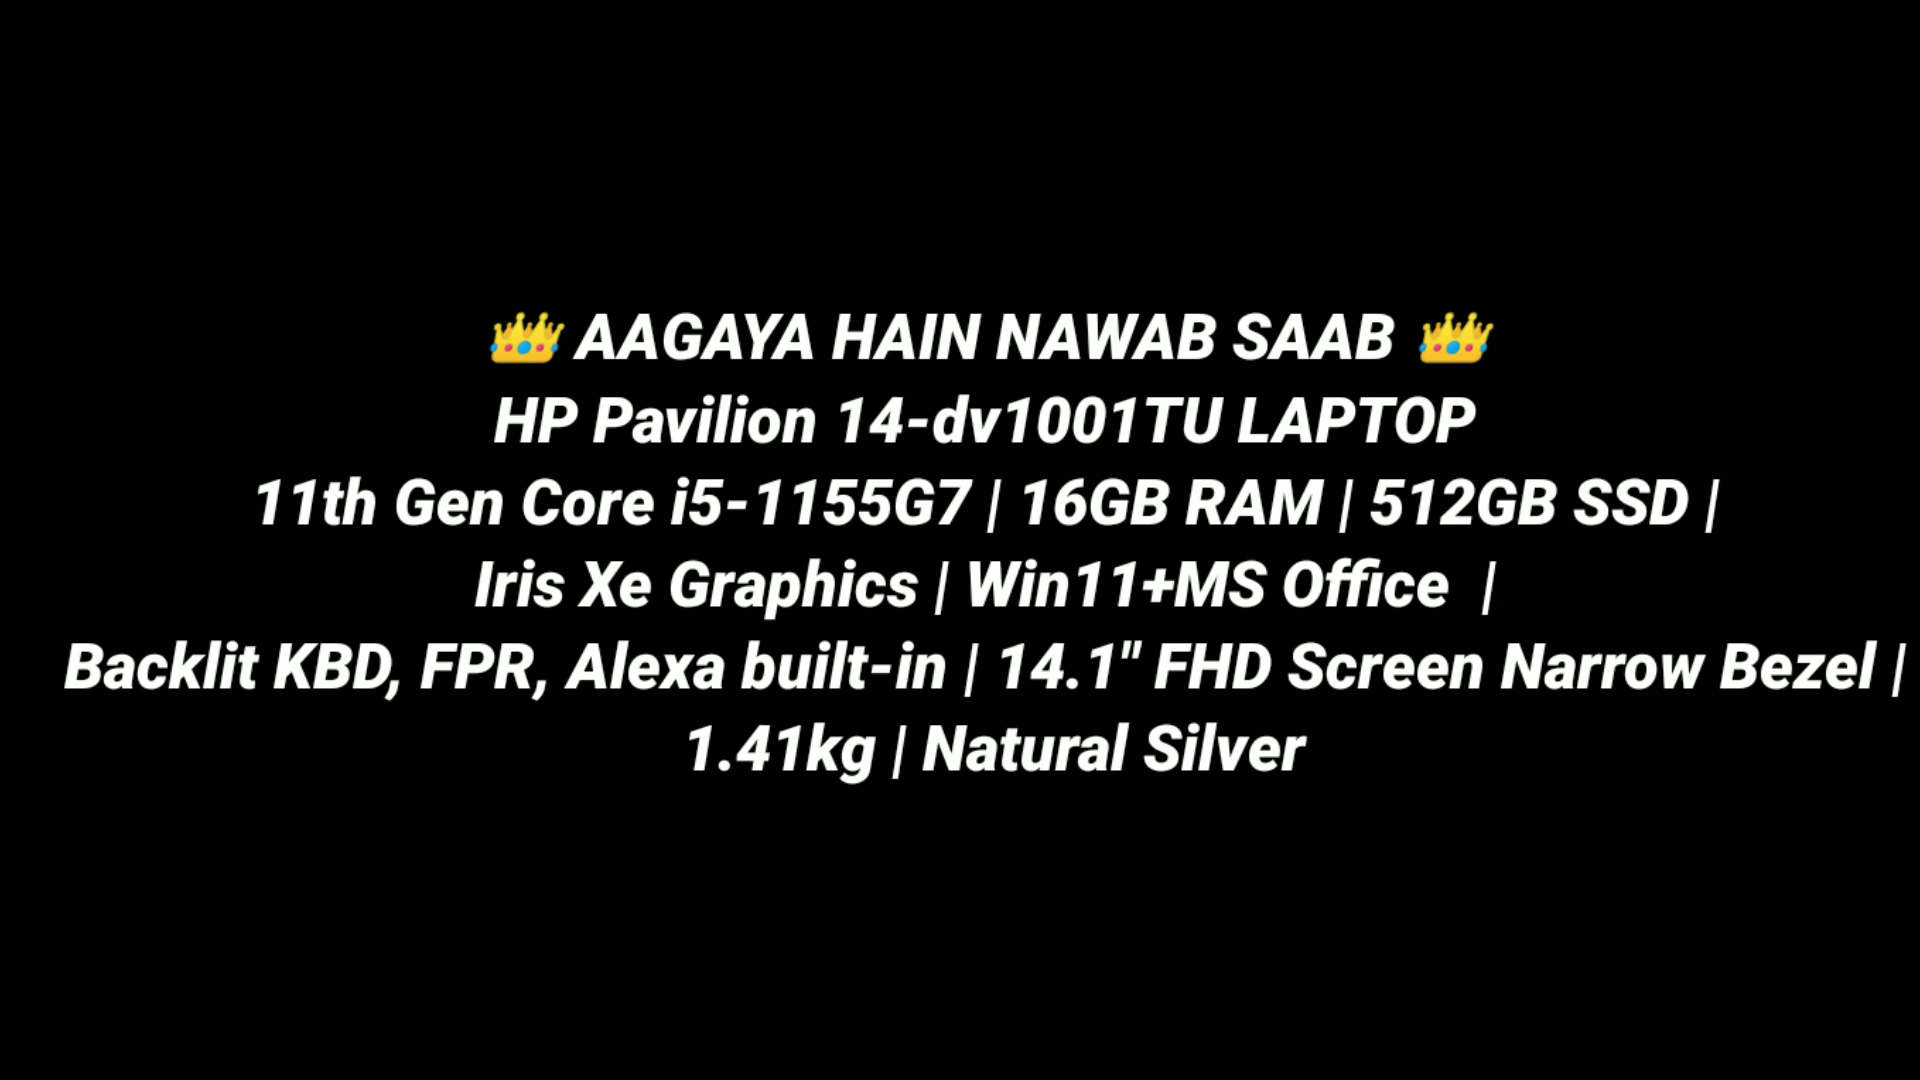 👑 AAGAYA HAIN NAWAB SAAB 👑
HP Pavilion 14-dv1001TU LAPTOP
11th Gen Core i5-1155G7 | 16GB RAM | 512GB SSD |
Iris Xe Graphics | Win11+MS Office |
Backlit KBD, FPR, Alexa built-in | 14.1" FHD Screen Narrow Bezel |
1.41kg | Natural Silver